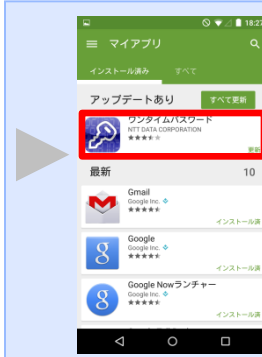 18:27
マイアプリ
インストール済み すべて
アップデートあり すべて更新
ワンタイムパスワード
NTT DATA CORPORATION
更新
最新 10
Gmail
Google Inc.
インストール済
Google
Google Inc.
インストール済
Google Nowランチャー
Google Inc.
インストール済